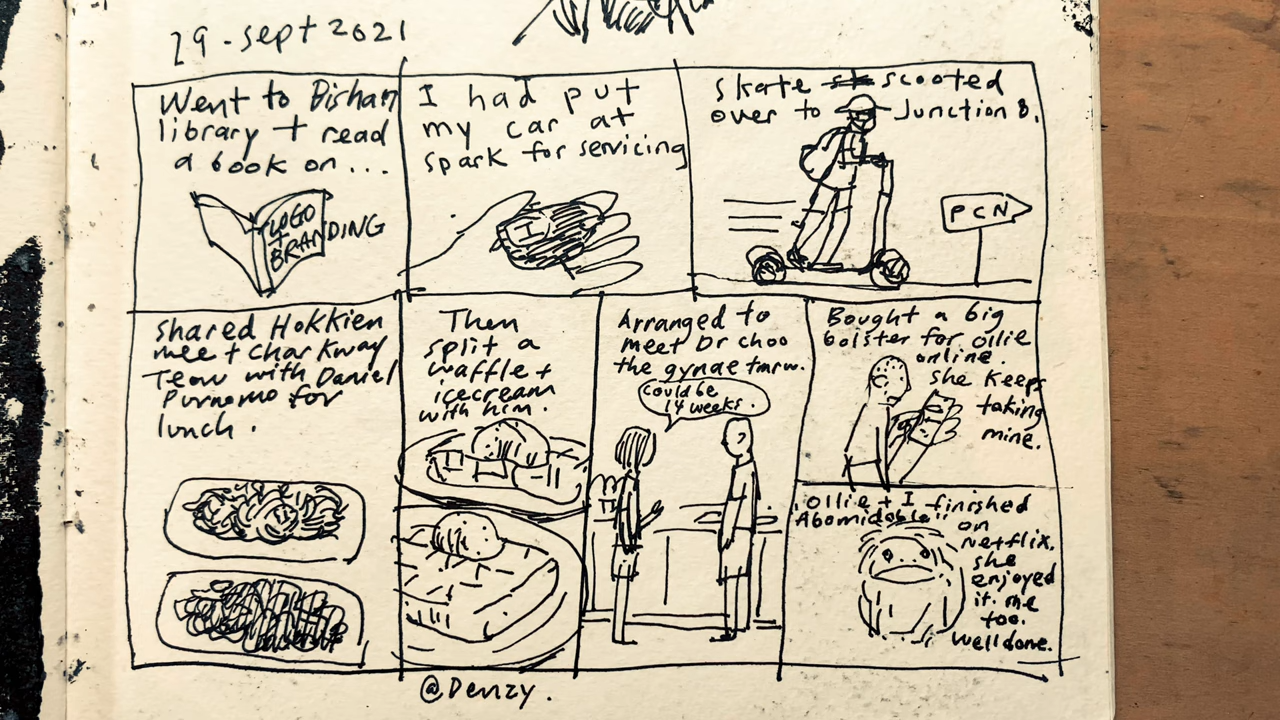 29.sept 2021
Went to Bishan
library + read
a book on...
LOGO
+
BRANDING
I had put
my car at
spark for servicing
Skate scooted
over to Junction 8.
PCN
shared Hokkien
mee + char kway
Teow with Daniel
Purnomo for
lunch.
Then
split a
waffle +
icecream
with him.
Arranged to
meet Dr choo
the gynae tmrw.
Could be
14 weeks.
Bought a big
bolster for ollie
online.
she keeps
taking
mine.
"Ollie + I finished
Abomidable" on
Netflix.
she
enjoyed
it. me
too.
Well done.
@Denzy.